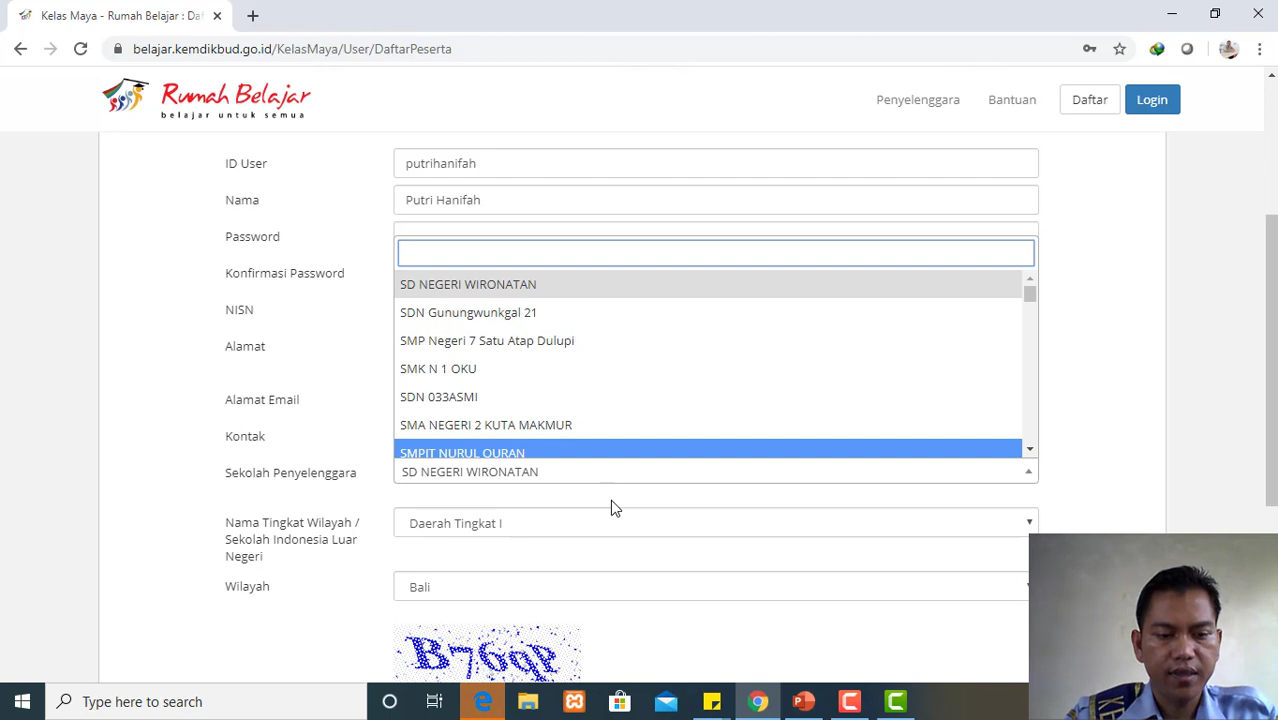 Kelas Maya - Rumah Belajar : Daf
belajar.kemdikbud.go.id/KelasMaya/User/DaftarPeserta
Rumah Belajar
belajar untuk semua
Penyelenggara
Bantuan
Daftar
Login
ID User
putrihanifah
Nama
Putri Hanifah
Password
Konfirmasi Password
SD NEGERI WIRONATAN
NISN
SDN Gunungwunkgal 21
SMP Negeri 7 Satu Atap Dulupi
Alamat
SMK N 1 OKU
SDN 033ASMI
Alamat Email
SMA NEGERI 2 KUTA MAKMUR
Kontak
SMPIT NURUL QURAN
Sekolah Penyelenggara
SD NEGERI WIRONATAN
Nama Tingkat Wilayah /
Sekolah Indonesia Luar
Negeri
Daerah Tingkat I
Wilayah
Bali
Type here to search